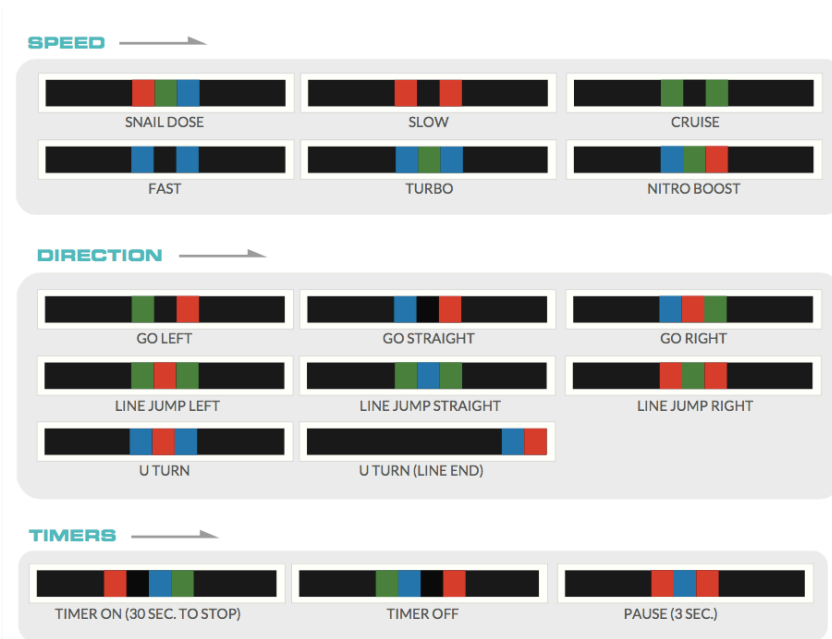 SPEED
SNAIL DOSE SLOW CRUISE
FAST TURBO NITRO BOOST
DIRECTION
GO LEFT GO STRAIGHT GO RIGHT
LINE JUMP LEFT LINE JUMP STRAIGHT LINE JUMP RIGHT
U TURN U TURN (LINE END)
TIMERS
TIMER ON (30 SEC. TO STOP) TIMER OFF PAUSE (3 SEC.)